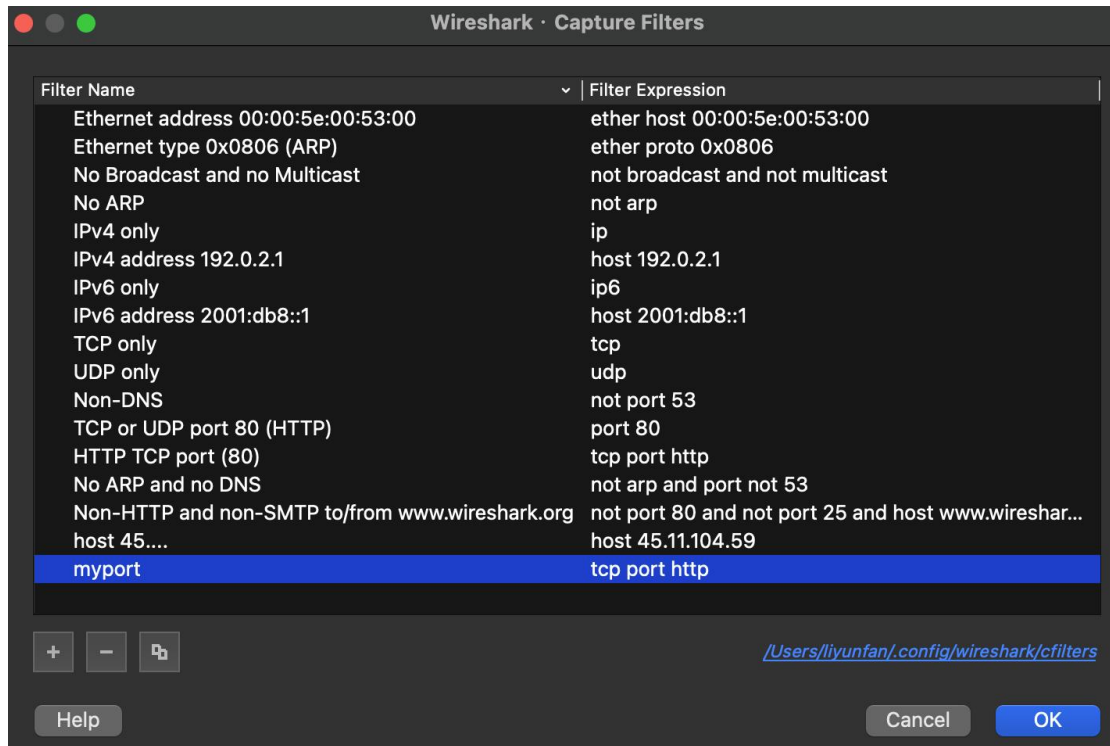 Wireshark · Capture Filters
Filter Name Filter Expression
Ethernet address 00:00:5e:00:53:00 ether host 00:00:5e:00:53:00
Ethernet type 0x0806 (ARP) ether proto 0x0806
No Broadcast and no Multicast not broadcast and not multicast
No ARP not arp
IPv4 only ip
IPv4 address 192.0.2.1 host 192.0.2.1
IPv6 only ip6
IPv6 address 2001:db8::1 host 2001:db8::1
TCP only tcp
UDP only udp
Non-DNS not port 53
TCP or UDP port 80 (HTTP) port 80
HTTP TCP port (80) tcp port http
No ARP and no DNS not arp and port not 53
Non-HTTP and non-SMTP to/from www.wireshark.org not port 80 and not port 25 and host www.wireshar...
host 45.... host 45.11.104.59
myport tcp port http
/Users/liyunfan/.config/wireshark/cfilters
Help Cancel OK